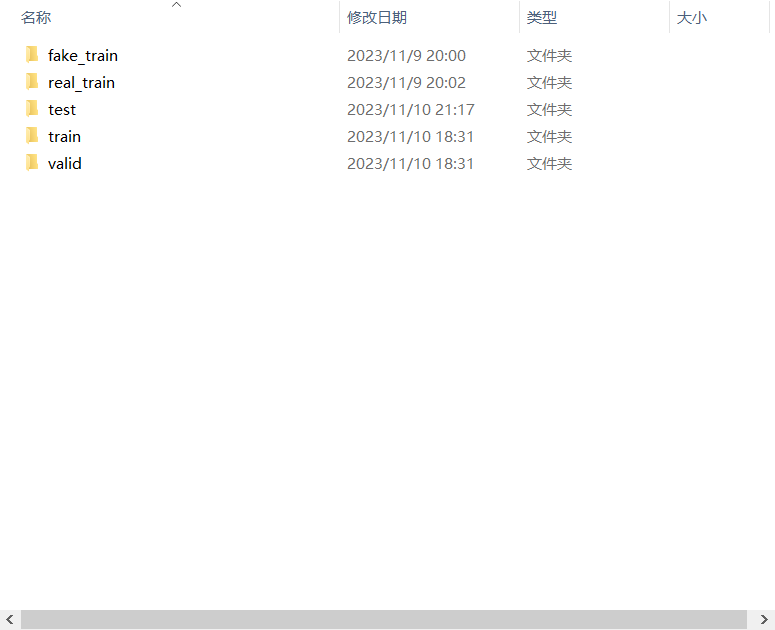 名称 修改日期 类型 大小
fake_train 2023/11/9 20:00 文件夹
real_train 2023/11/9 20:02 文件夹
test 2023/11/10 21:17 文件夹
train 2023/11/10 18:31 文件夹
valid 2023/11/10 18:31 文件夹